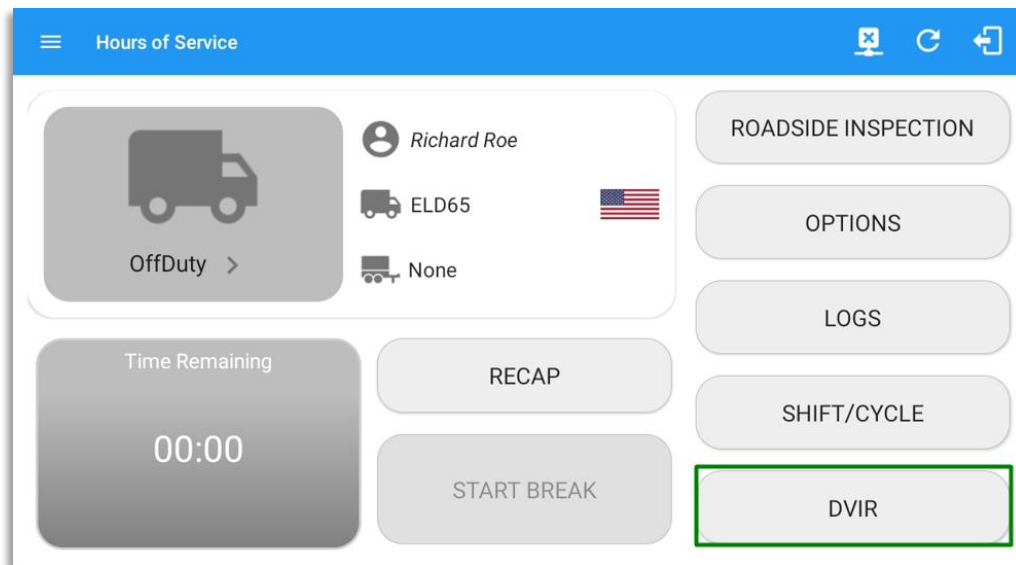 Hours of Service
Richard Roe
ELD65
None
OffDuty
Time Remaining
00:00
RECAP
START BREAK
ROADSIDE INSPECTION
OPTIONS
LOGS
SHIFT/CYCLE
DVIR